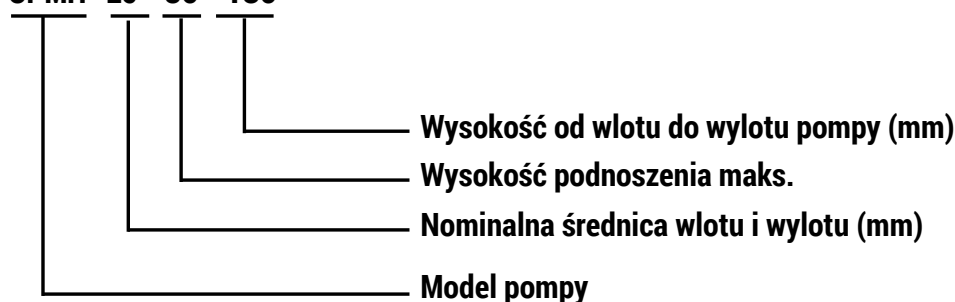 Wysokość od wlotu do wylotu pompy (mm)
Wysokość podnoszenia maks.
Nominalna średnica wlotu i wylotu (mm)
Model pompy